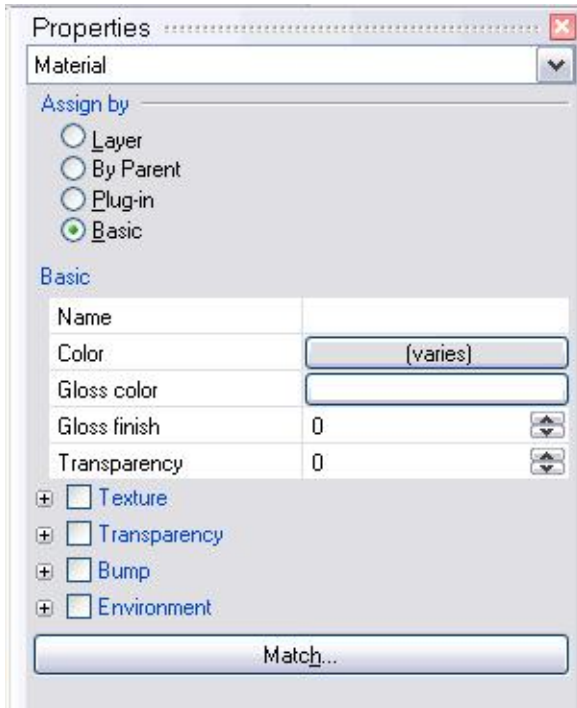 Properties
Material
Assign by
Layer
By Parent
Plug-in
Basic
Basic
Name
Color (varies)
Gloss color
Gloss finish 0
Transparency 0
Texture
Transparency
Bump
Environment
Match...